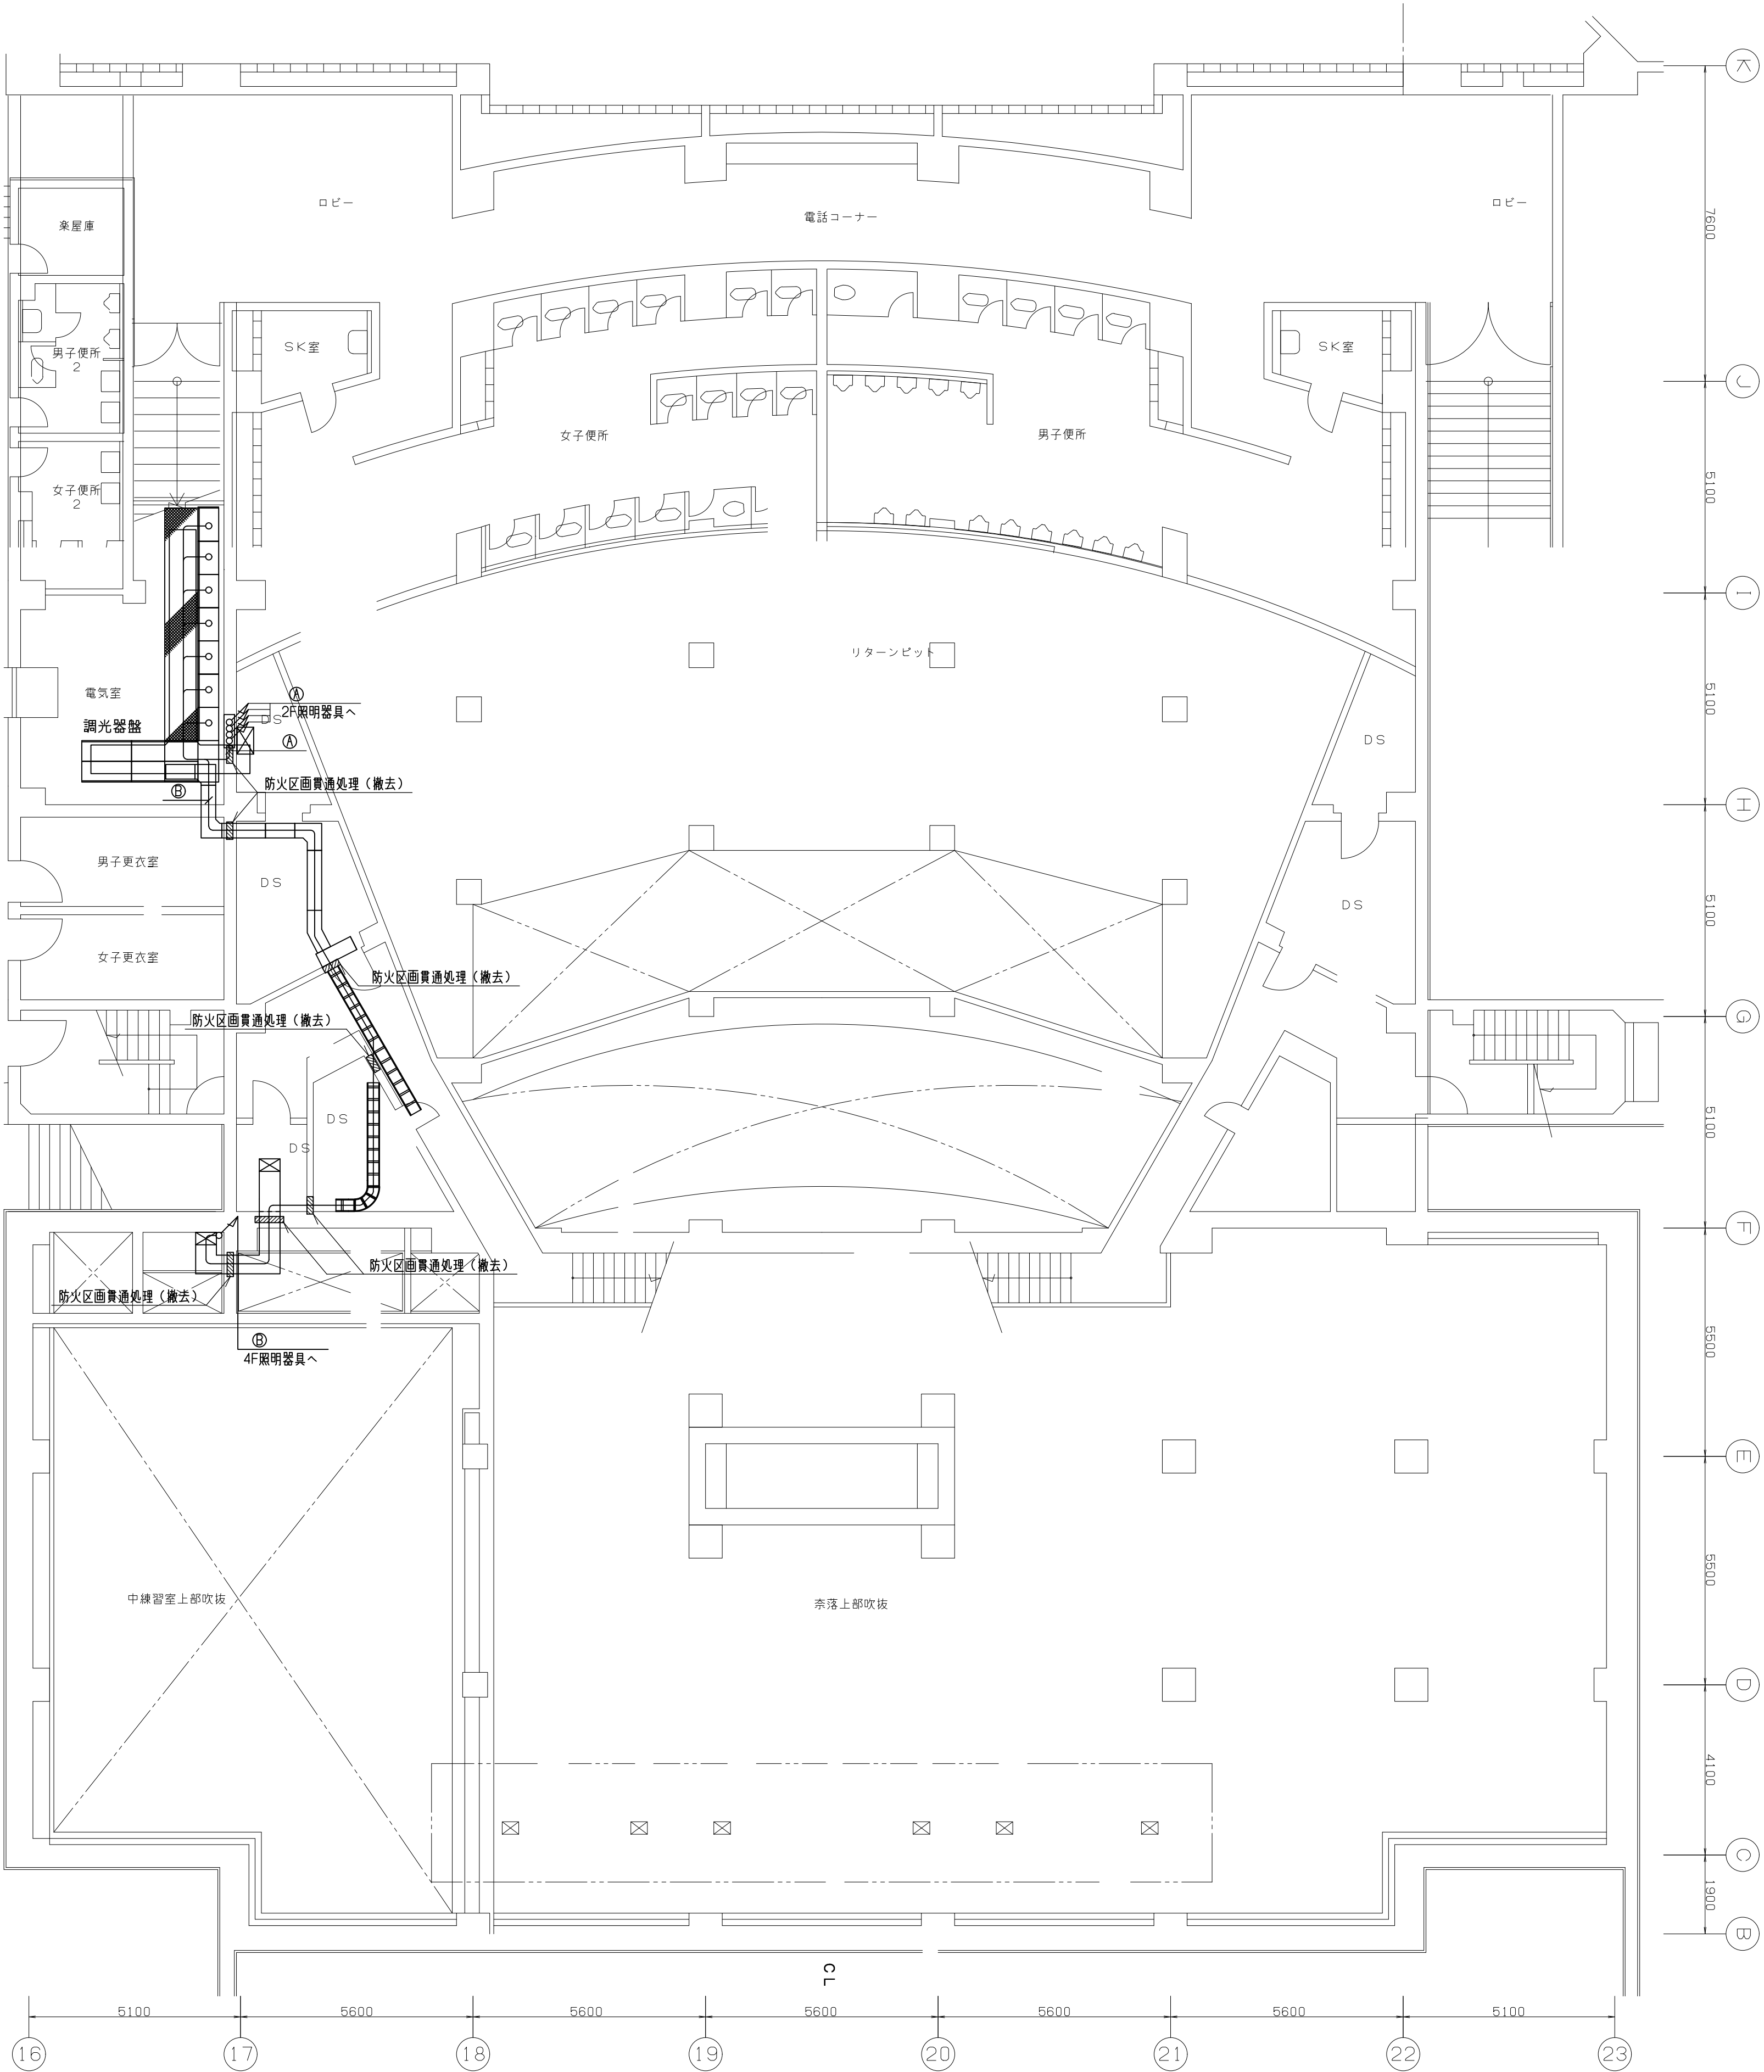 K
ロビー
電話コーナー
ロビー
7600
楽屋庫
SK室
SK室
男子便所
2
J
女子便所
男子便所
女子便所
2
5100
I
リターンピット
電気室
Ⓐ
2F照明器具へ
DS
調光器盤
Ⓐ
DS
5100
防火区画貫通処理（撤去）
Ⓑ
H
男子更衣室
DS
DS
5100
女子更衣室
防火区画貫通処理（撤去）
防火区画貫通処理（撤去）
G
DS
DS
5100
F
防火区画貫通処理（撤去）
防火区画貫通処理（撤去）
Ⓑ
4F照明器具へ
5500
E
中練習室上部吹抜
奈落上部吹抜
5500
D
4100
C
1900
B
CL
5100
5600
5600
5600
5600
5600
5100
16
17
18
19
20
21
22
23